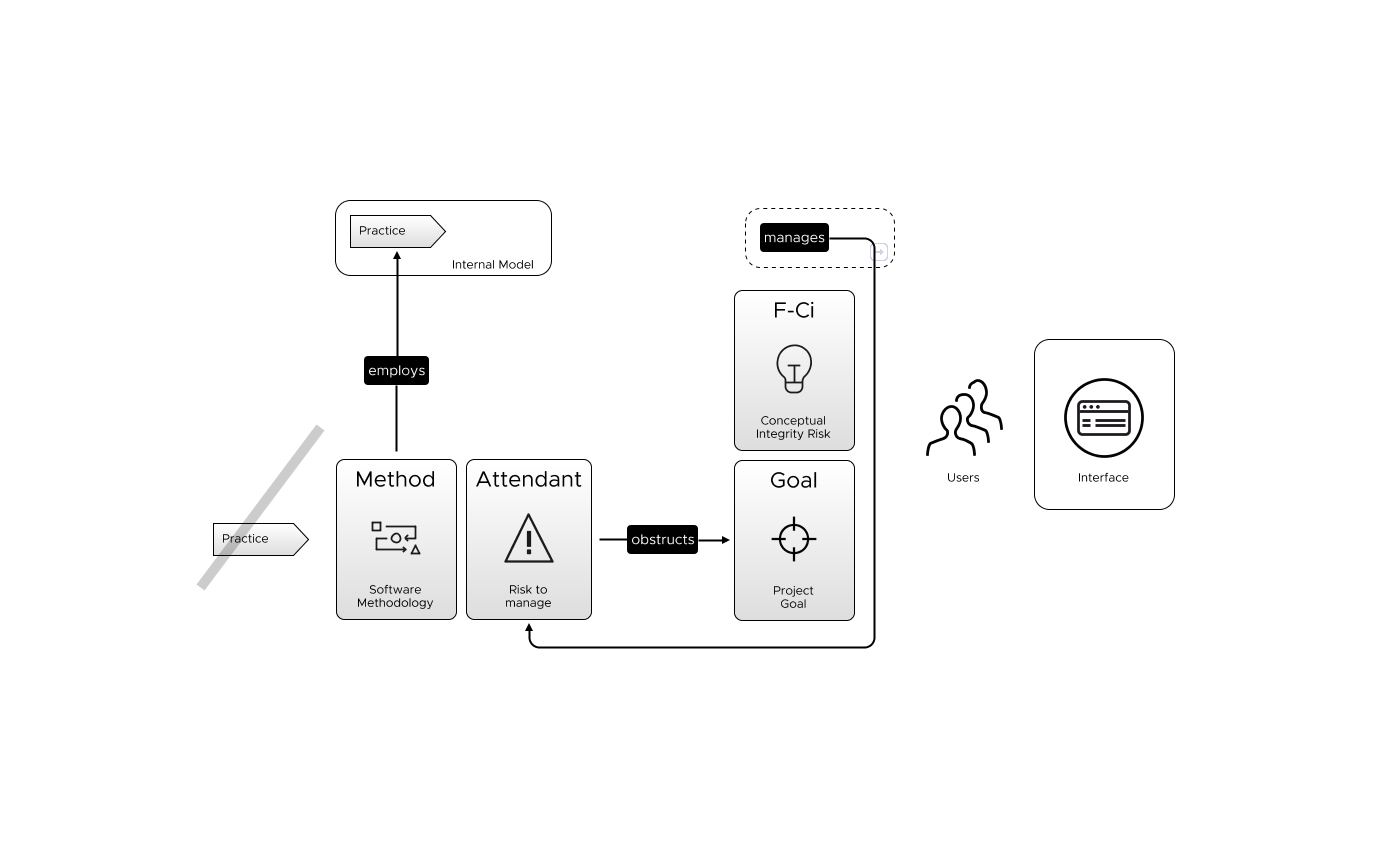 Practice
Internal Model
manages
F-Ci
Conceptual
Integrity Risk
employs
Users
Interface
Practice
Method
Software
Methodology
Attendant
Risk to
manage
obstructs
Goal
Project
Goal